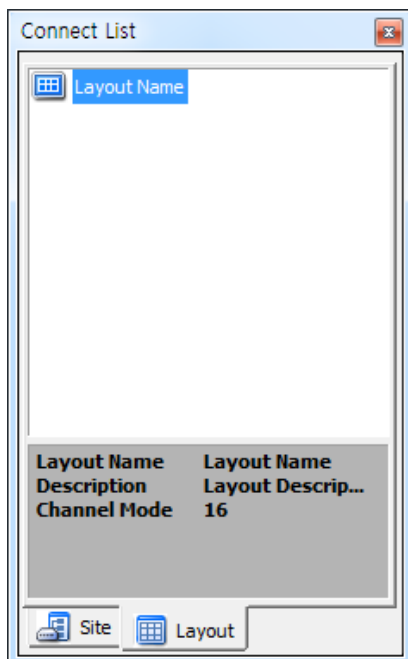 Connect List
Layout Name
Layout Name Layout Name
Description Layout Descrip...
Channel Mode 16
Site Layout